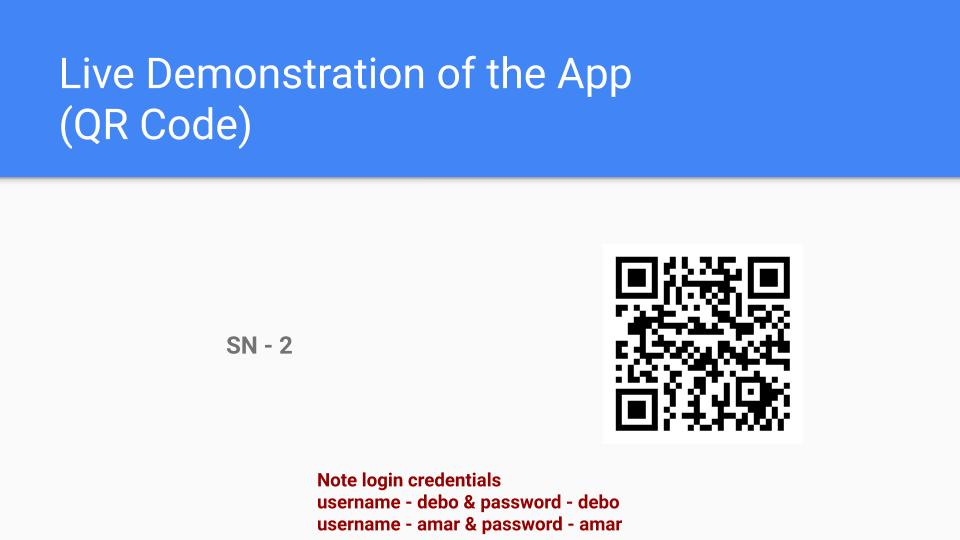 Live Demonstration of the App
(QR Code)
SN - 2
Note login credentials
username - debo & password - debo
username - amar & password - amar